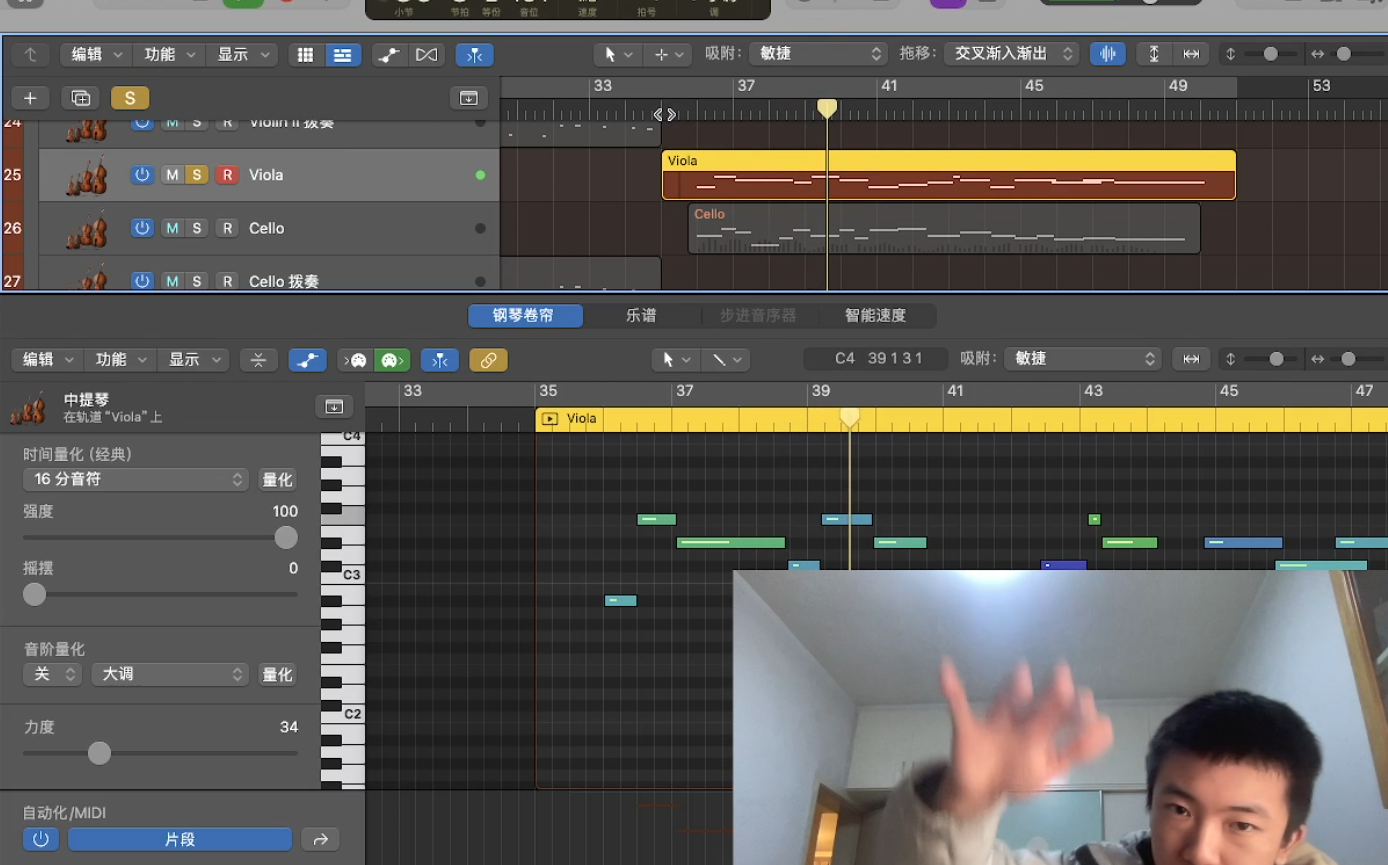 小节 节拍 等份 音位 速度 拍号 调
编辑 功能 显示 吸附： 敏捷 拖移： 交叉渐入渐出
S
33 37 41 45 49 53
24 M S R Violin II 拨奏
25 M S R Viola
Viola
26 M S R Cello
Cello
27 M S R Cello 拨奏
钢琴卷帘 乐谱 步进音序器 智能速度
编辑 功能 显示 C4 39 1 3 1 吸附： 敏捷
33 35 37 39 41 43 45 47
中提琴
在轨道“Viola”上
Viola
C4
时间量化 (经典)
16 分音符 量化
强度 100
摇摆 0
C3
音阶量化
关 大调 量化
C2
力度 34
自动化/MIDI
片段